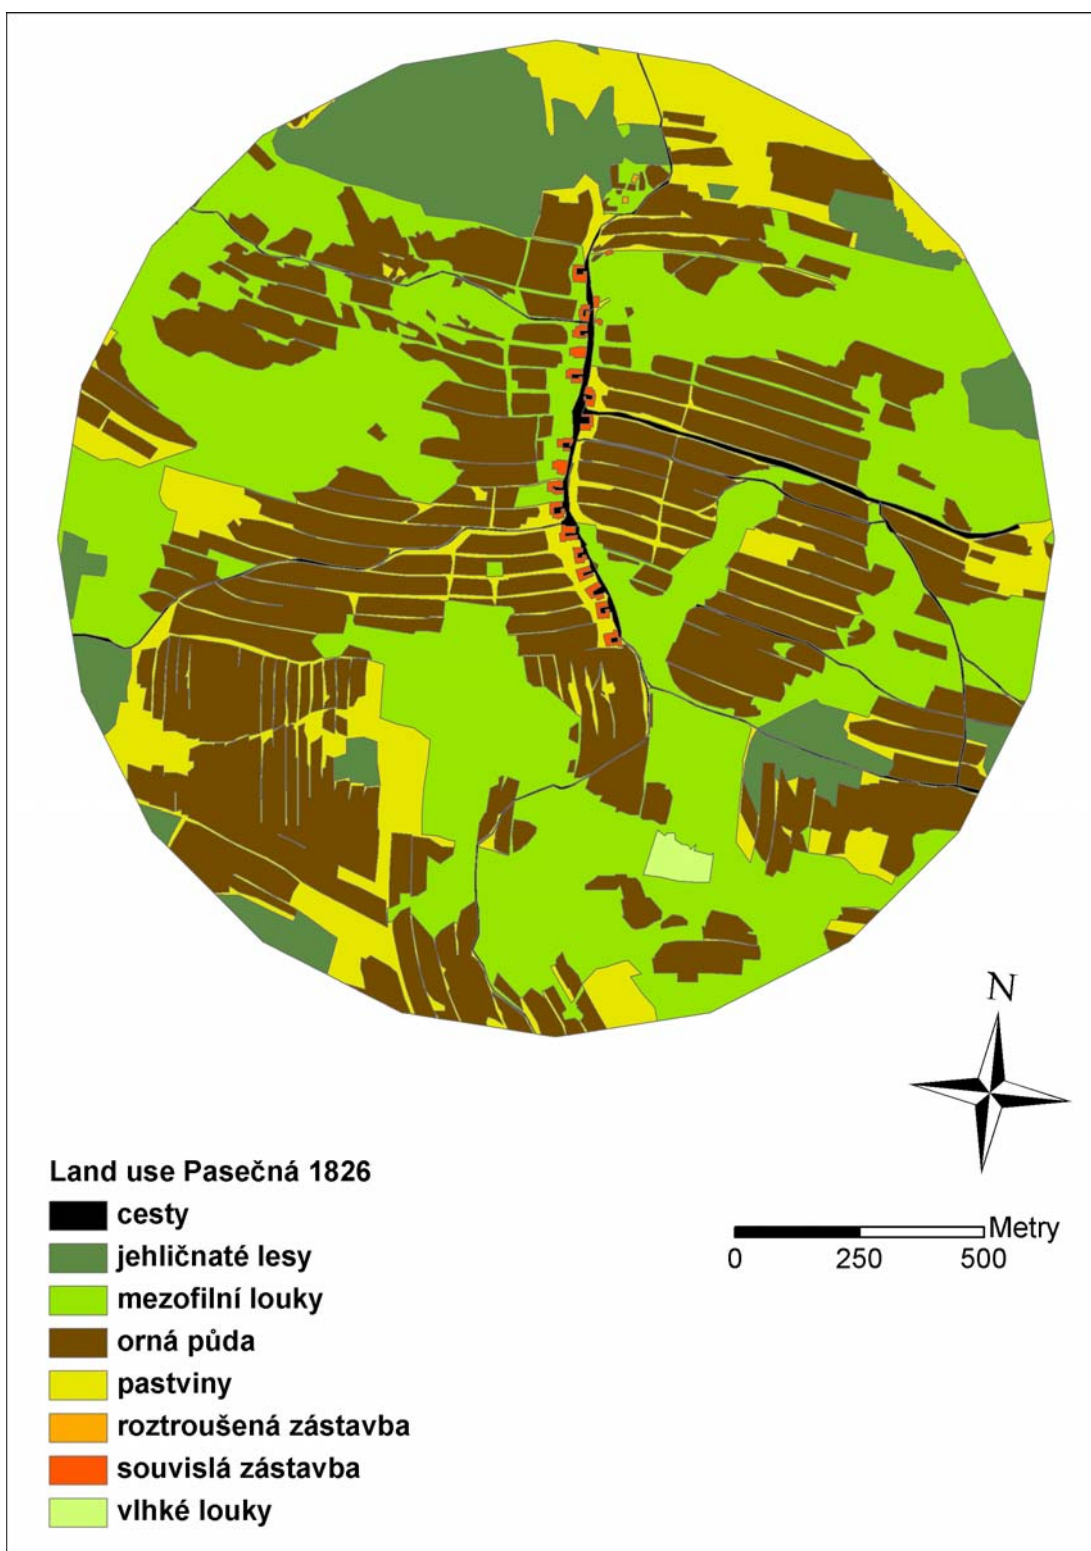 N
Land use Pasečná 1826
cesty
jehličnaté lesy
mezofilní louky
orná půda
pastviny
roztroušená zástavba
souvislá zástavba
vlhké louky
Metry
0 250 500